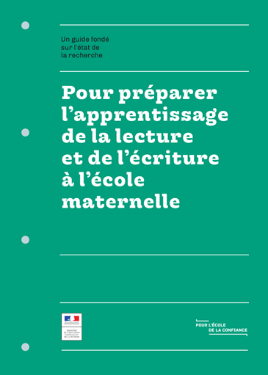 Un guide fondé
sur l'état de
la recherche
Pour préparer
l'apprentissage
de la lecture
et de l'écriture
à l'école
maternelle
POUR L'ÉCOLE
DE LA CONFIANCE